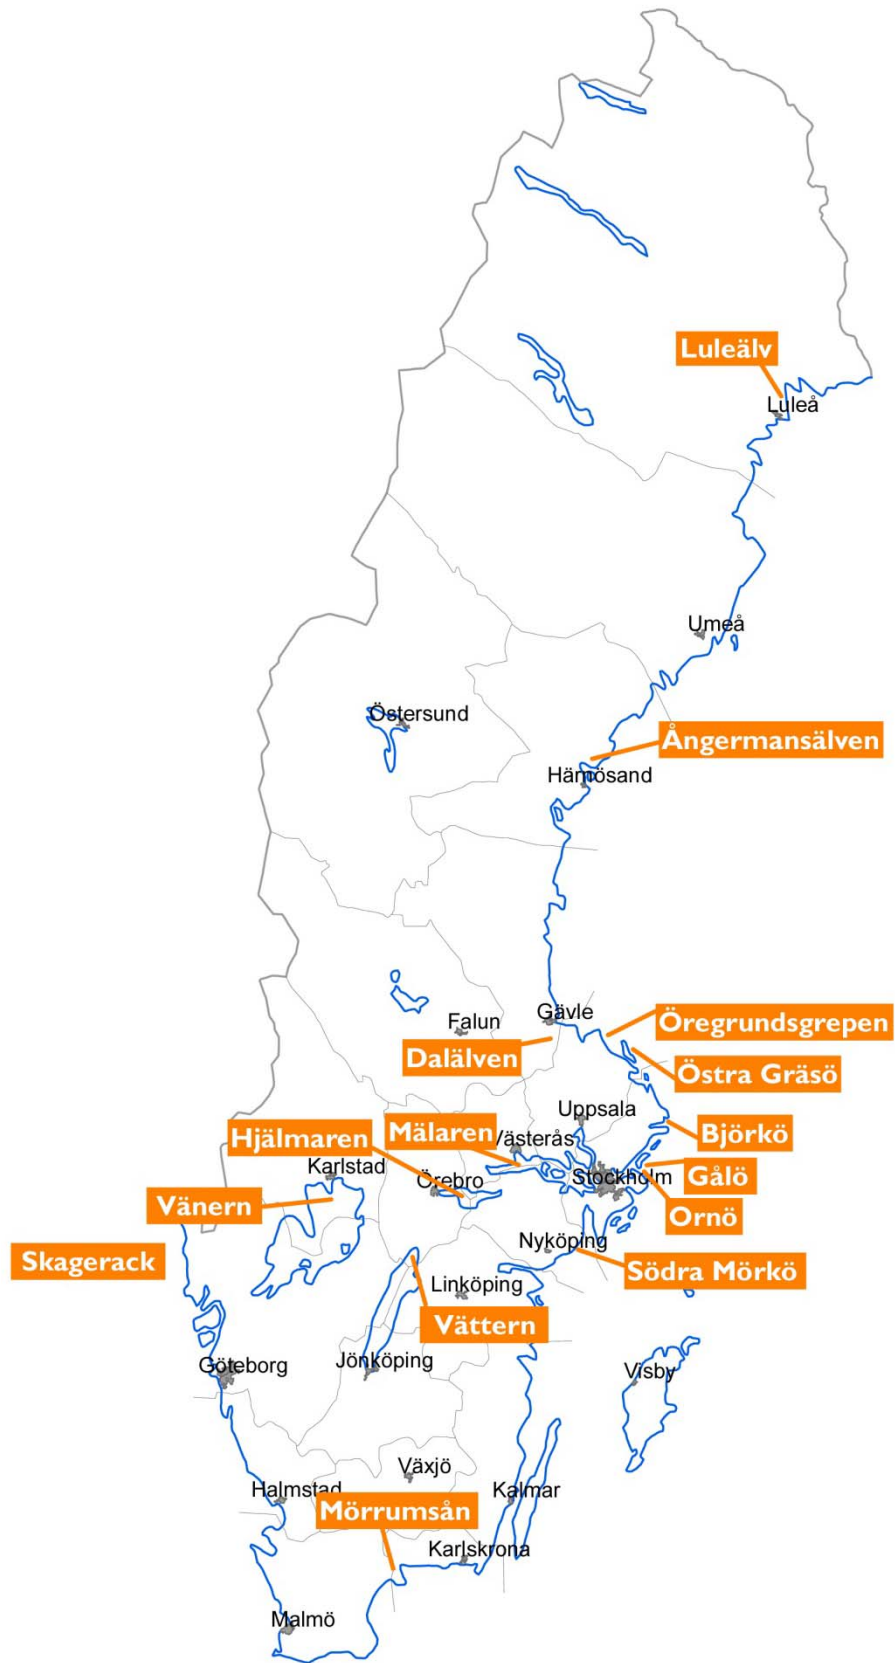 Luleälv
Luleå
Umeå
Östersund
Ångermansälven
Härnösand
Gävle
Falun
Öregrundsgrepen
Dalälven
Östra Gräsö
Uppsala
Björkö
Mälaren
Hjälmaren
Västerås
Karlstad
Gålö
Örebro
Stockholm
Vänern
Ornö
Nyköping
Skagerack
Södra Mörkö
Linköping
Vättern
Jönköping
Göteborg
Visby
Växjö
Halmstad
Kalmar
Mörrumsån
Karlskrona
Malmö